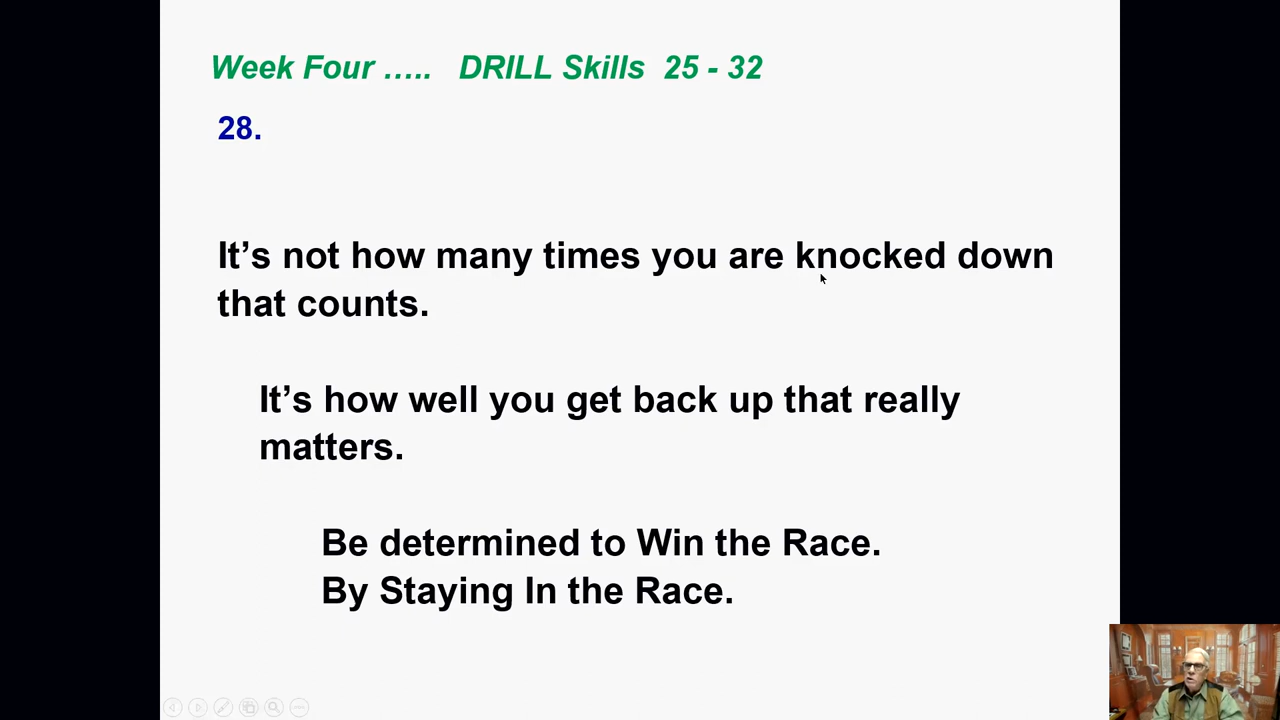 Week Four ….. DRILL Skills 25 - 32
28.
It’s not how many times you are knocked down
that counts.
It’s how well you get back up that really
matters.
Be determined to Win the Race.
By Staying In the Race.